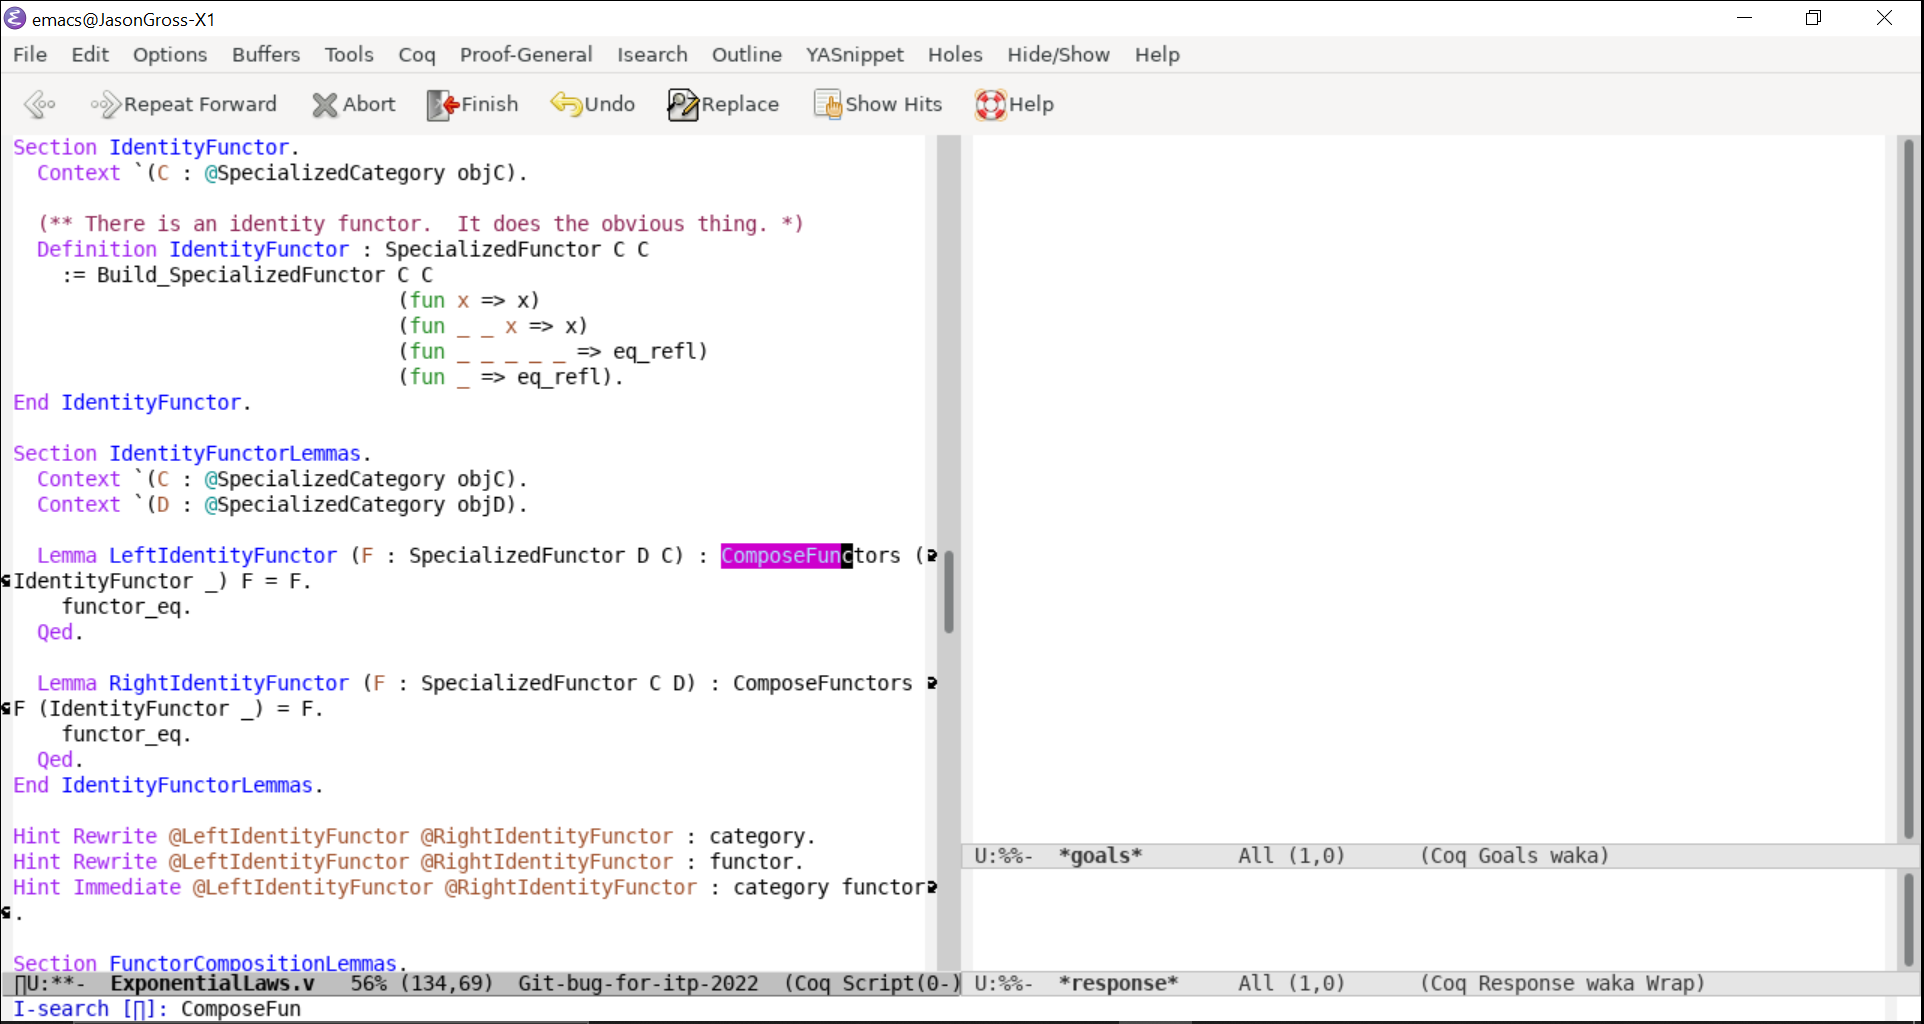 emacs@JasonGross-X1
File Edit Options Buffers Tools Coq Proof-General Isearch Outline YASnippet Holes Hide/Show Help
Repeat Forward Abort Finish Undo Replace Show Hits Help
Section IdentityFunctor.
  Context `(C : @SpecializedCategory objC).
  (** There is an identity functor.  It does the obvious thing. *)
  Definition IdentityFunctor : SpecializedFunctor C C
    := Build_SpecializedFunctor C C
                                (fun x => x)
                                (fun _ _ x => x)
                                (fun _ _ _ _ _ => eq_refl)
                                (fun _ => eq_refl).
End IdentityFunctor.
Section IdentityFunctorLemmas.
  Context `(C : @SpecializedCategory objC).
  Context `(D : @SpecializedCategory objD).
  Lemma LeftIdentityFunctor (F : SpecializedFunctor D C) : ComposeFunctors (
IdentityFunctor _) F = F.
    functor_eq.
  Qed.
  Lemma RightIdentityFunctor (F : SpecializedFunctor C D) : ComposeFunctors
F (IdentityFunctor _) = F.
    functor_eq.
  Qed.
End IdentityFunctorLemmas.
Hint Rewrite @LeftIdentityFunctor @RightIdentityFunctor : category.
Hint Rewrite @LeftIdentityFunctor @RightIdentityFunctor : functor.
Hint Immediate @LeftIdentityFunctor @RightIdentityFunctor : category functor
.
Section FunctorCompositionLemmas.
∏U:**-  ExponentialLaws.v   56% (134,69)  Git-bug-for-itp-2022  (Coq Script(0-)
I-search [∏]: ComposeFun
U:%%-  *goals*        All (1,0)      (Coq Goals waka)
U:%%-  *response*     All (1,0)      (Coq Response waka Wrap)